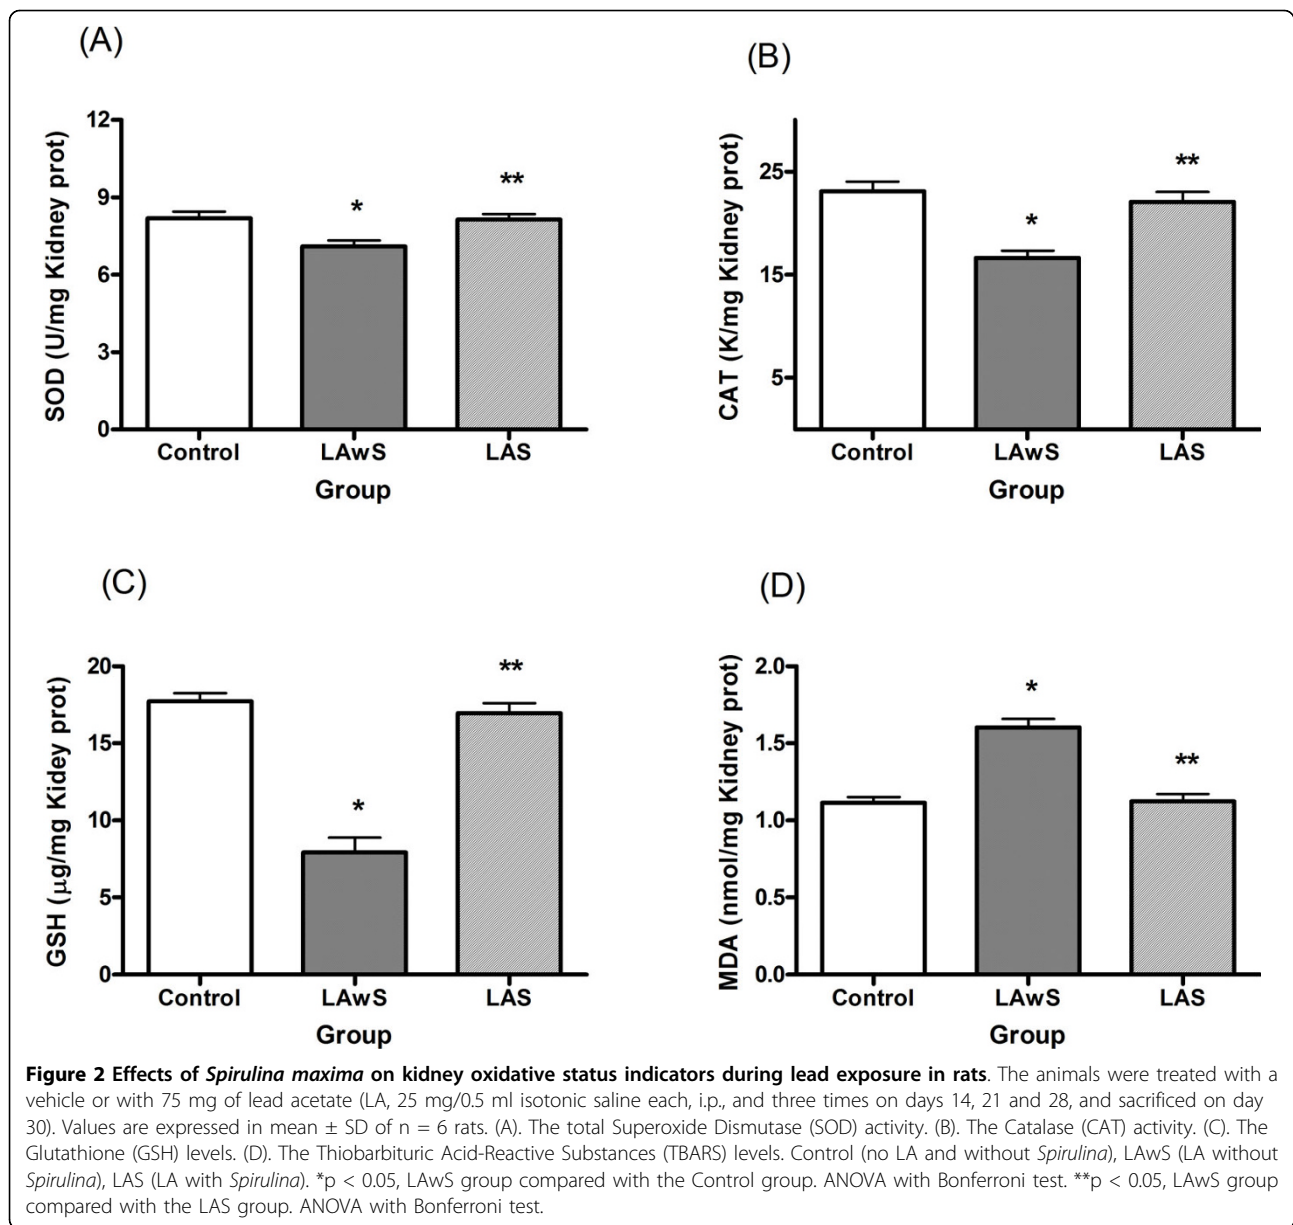 (A)
SOD (U/mg Kidney prot)
12
9
6
3
0
*
**
Control LAwS LAS
Group
(B)
CAT (K/mg Kidney prot)
25
15
5
*
**
Control LAwS LAS
Group
(C)
GSH (µg/mg Kidey prot)
20
15
10
5
0
*
**
Control LAwS LAS
Group
(D)
MDA (nmol/mg Kidney prot)
2.0
1.5
1.0
0.5
0.0
*
**
Control LAwS LAS
Group
Figure 2 Effects of Spirulina maxima on kidney oxidative status indicators during lead exposure in rats. The animals were treated with a
vehicle or with 75 mg of lead acetate (LA, 25 mg/0.5 ml isotonic saline each, i.p., and three times on days 14, 21 and 28, and sacrificed on day
30). Values are expressed in mean ± SD of n = 6 rats. (A). The total Superoxide Dismutase (SOD) activity. (B). The Catalase (CAT) activity. (C). The
Glutathione (GSH) levels. (D). The Thiobarbituric Acid-Reactive Substances (TBARS) levels. Control (no LA and without Spirulina), LAwS (LA without
Spirulina), LAS (LA with Spirulina). *p < 0.05, LAwS group compared with the Control group. ANOVA with Bonferroni test. **p < 0.05, LAwS group
compared with the LAS group. ANOVA with Bonferroni test.